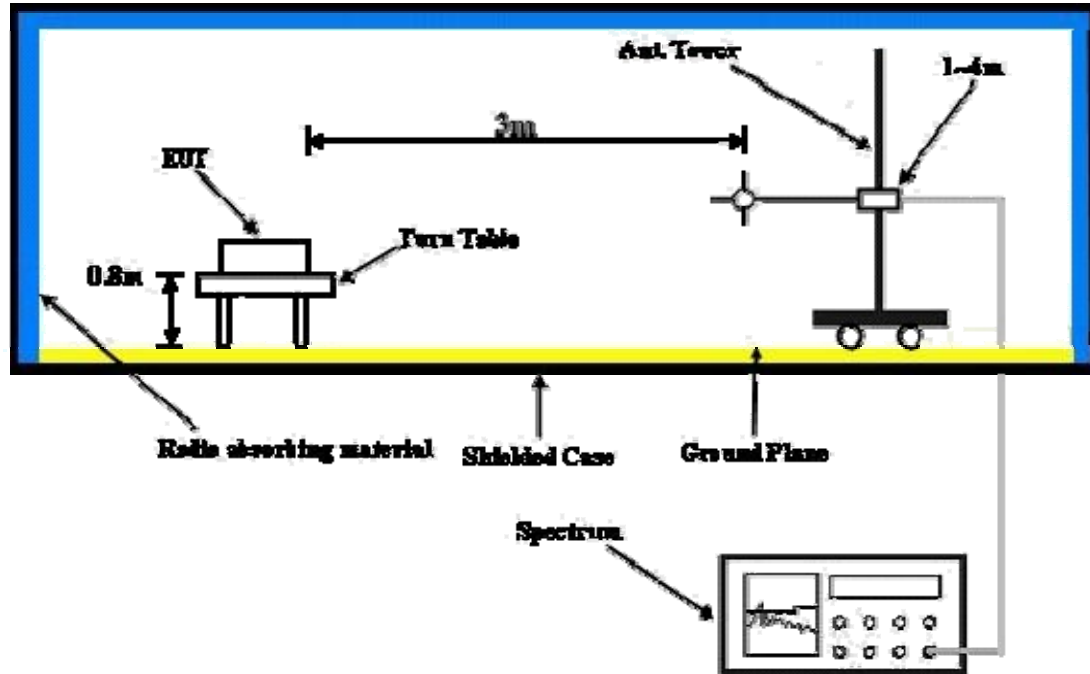 Ant. Tower
1-4m
3m
EUT
Turn Table
0.8m
Radio absorbing material
Shielded Case
Ground Plane
Spectrum